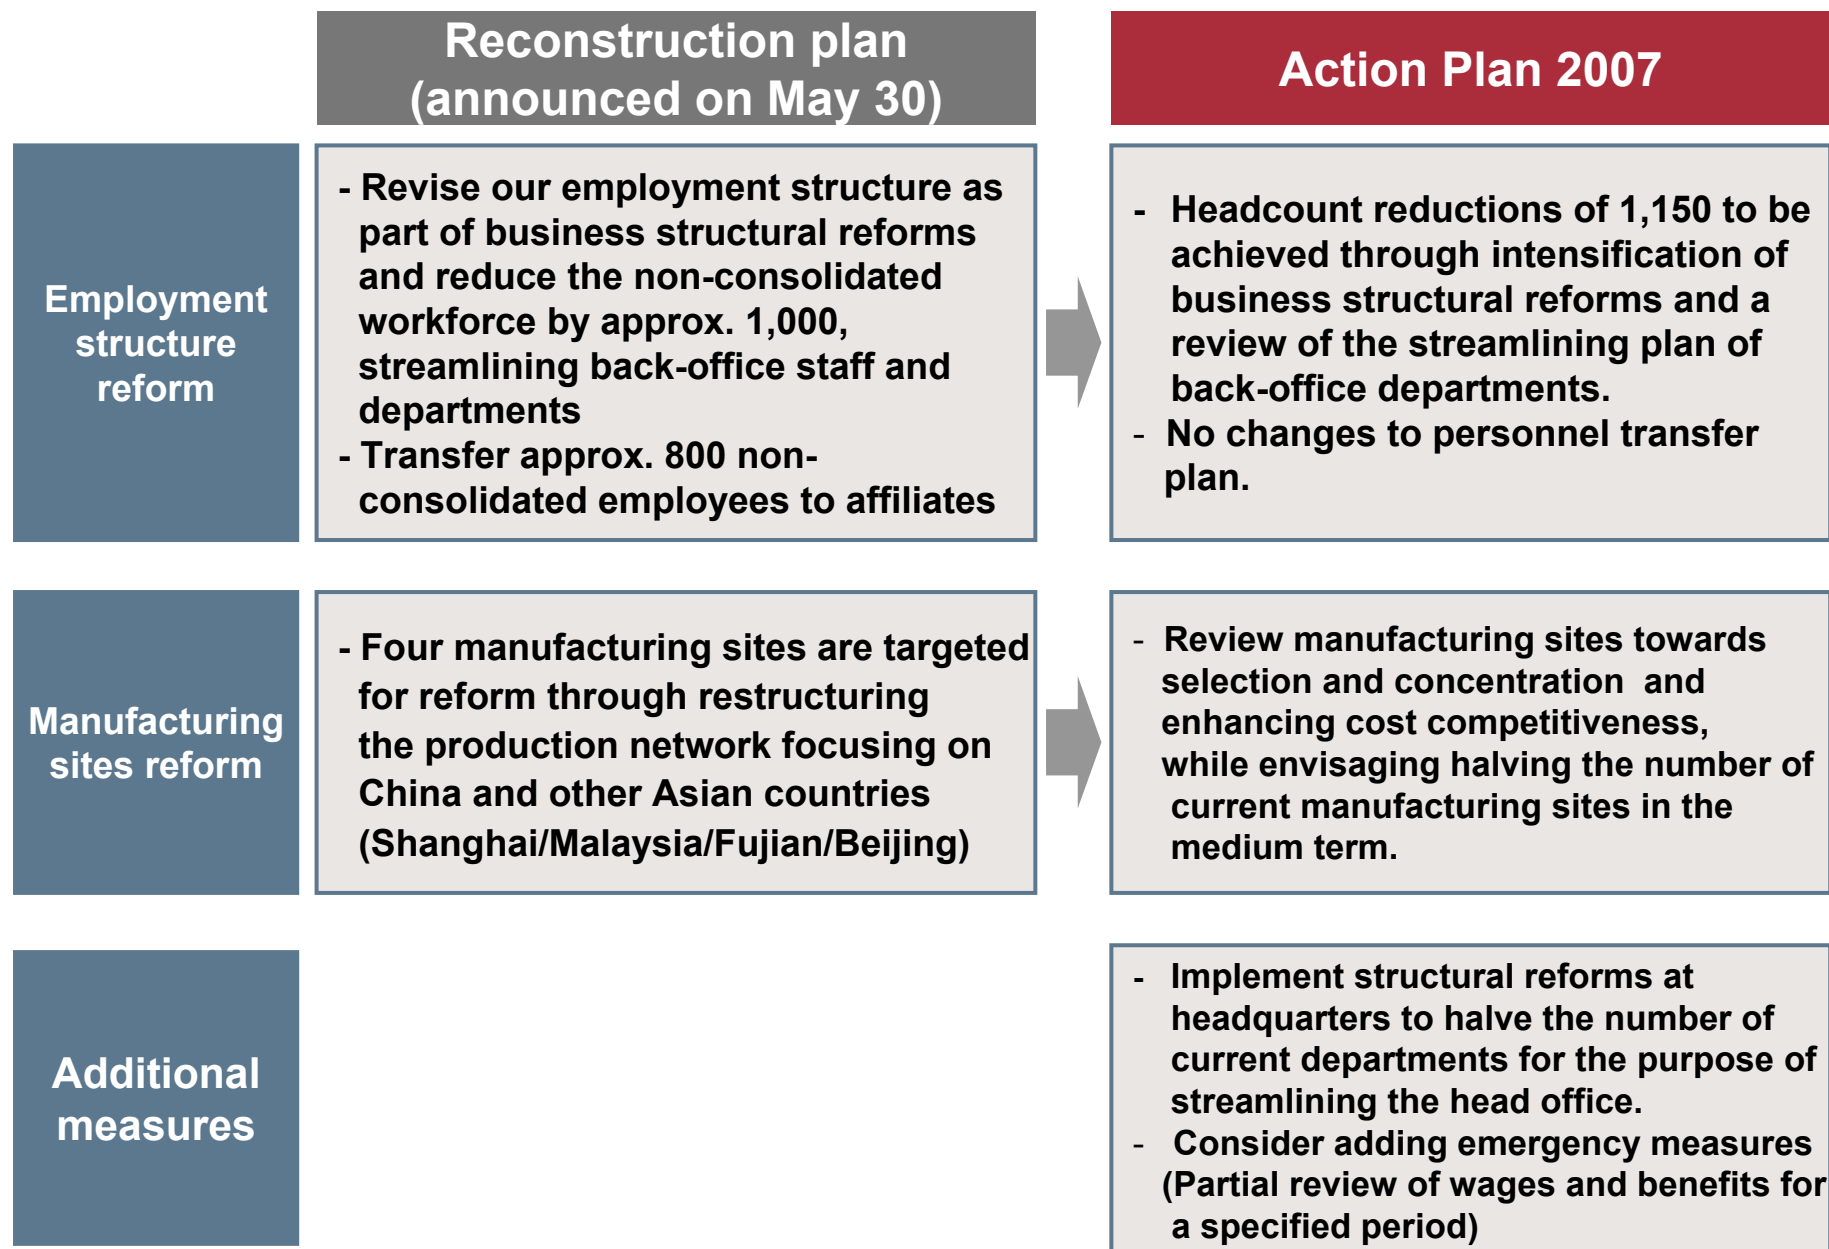 Reconstruction plan
(announced on May 30)
Action Plan 2007
Employment
structure
reform
- Revise our employment structure as
part of business structural reforms
and reduce the non-consolidated
workforce by approx. 1,000,
streamlining back-office staff and
departments
- Transfer approx. 800 non-
consolidated employees to affiliates
- Headcount reductions of 1,150 to be
achieved through intensification of
business structural reforms and a
review of the streamlining plan of
back-office departments.
- No changes to personnel transfer
plan.
Manufacturing
sites reform
- Four manufacturing sites are targeted
for reform through restructuring
the production network focusing on
China and other Asian countries
(Shanghai/Malaysia/Fujian/Beijing)
- Review manufacturing sites towards
selection and concentration and
enhancing cost competitiveness,
while envisaging halving the number of
current manufacturing sites in the
medium term.
Additional
measures
- Implement structural reforms at
headquarters to halve the number of
current departments for the purpose of
streamlining the head office.
- Consider adding emergency measures
(Partial review of wages and benefits for
a specified period)